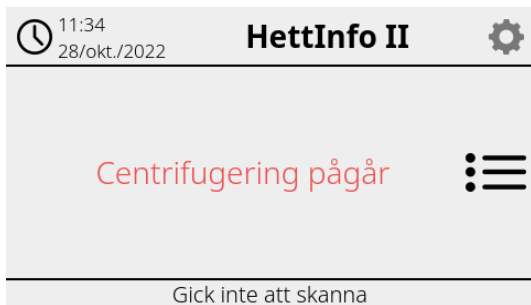 11:34
28/okt./2022
HettInfo II
Centrifugering pågår
Gick inte att skanna